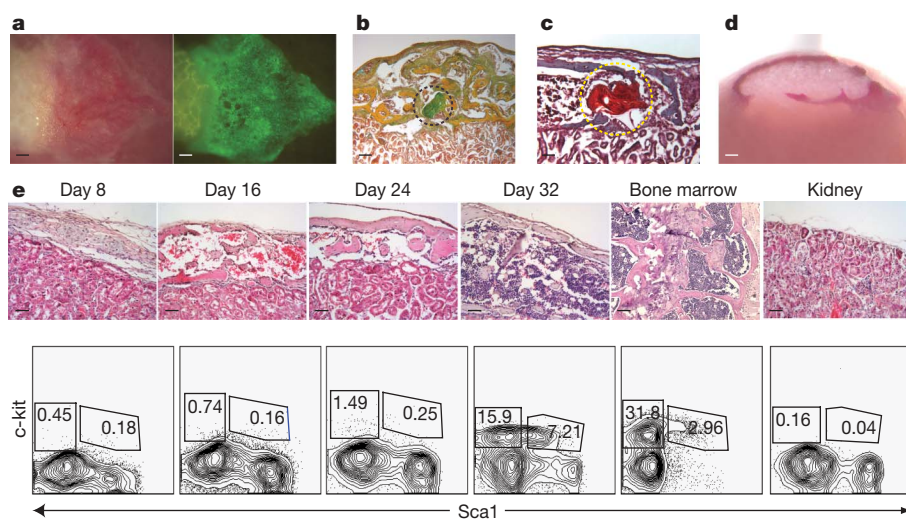 a
b
c
d
e Day 8 Day 16 Day 24 Day 32 Bone marrow Kidney
c-kit
0.45 0.18
0.74 0.16
1.49 0.25
15.9 7.21
31.8 2.96
0.16 0.04
Sca1